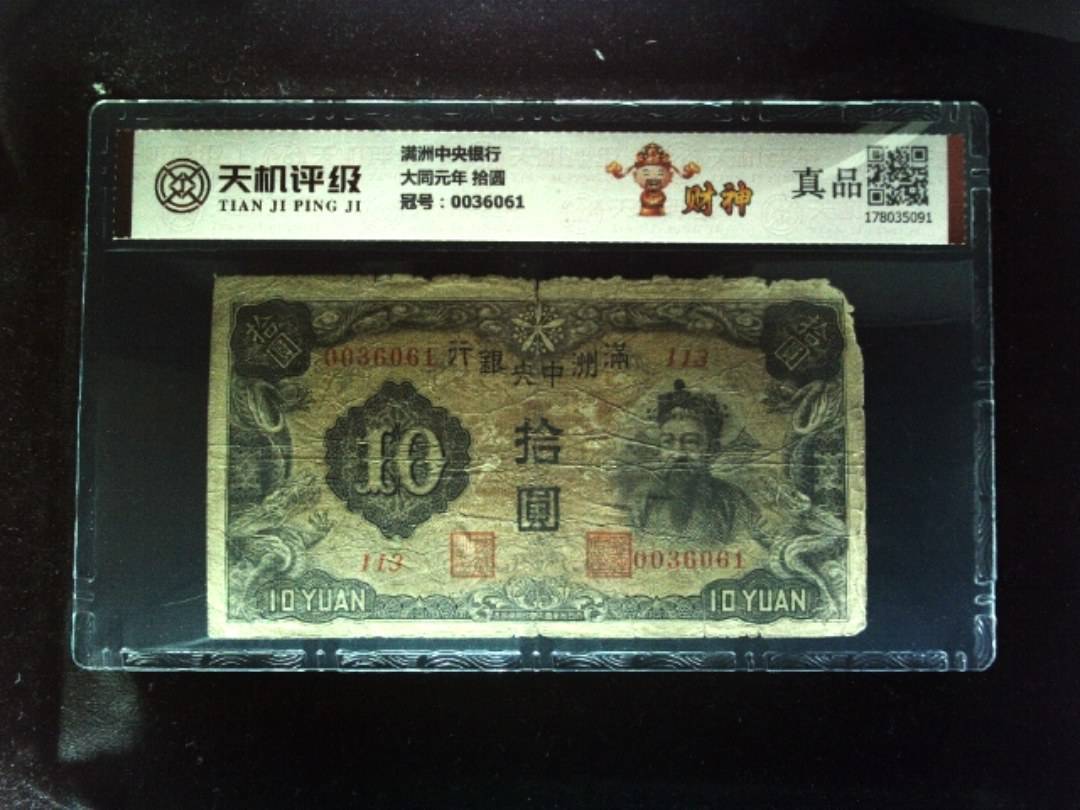 天机评级
TIAN JI PING JI
满洲中央银行
大同元年 拾圆
冠号：0036061
财神
真品
178035091
拾圓
拾圓
0036061
行銀央中洲滿
113
10
拾
圓
113
0036061
10 YUAN
10 YUAN